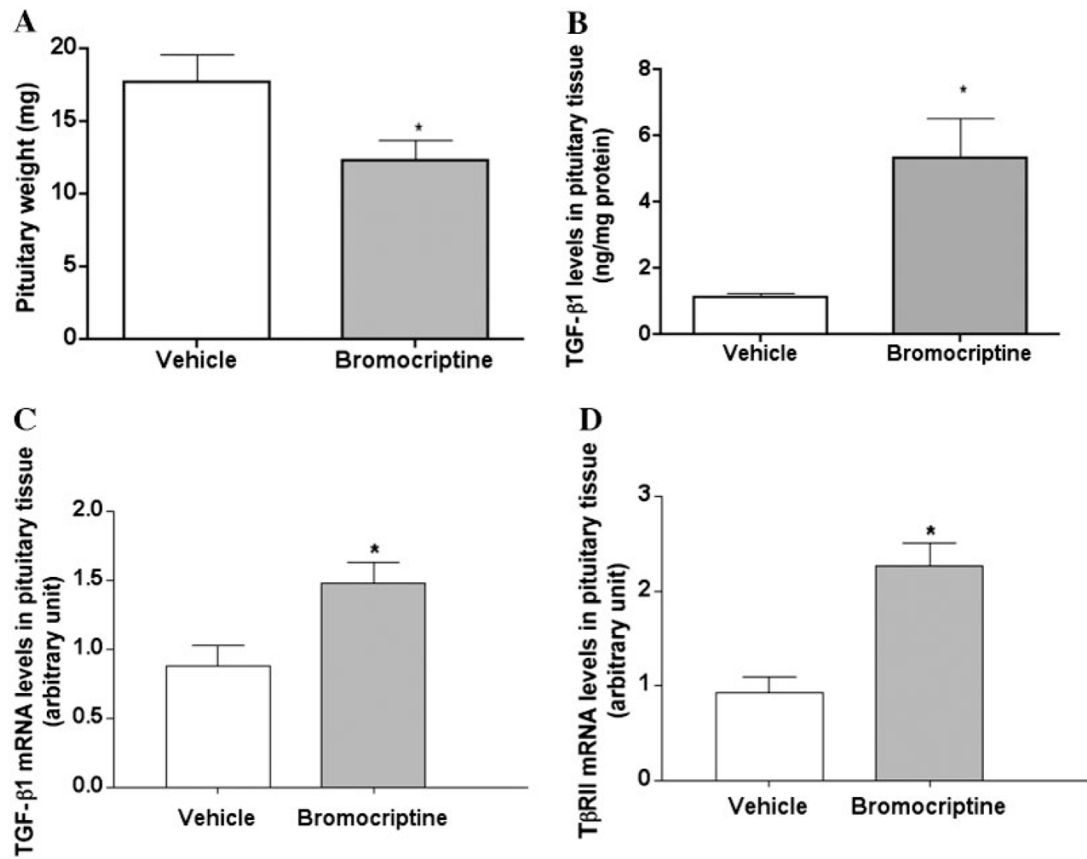 A
Pituitary weight (mg)
20
15
10
5
0
*
Vehicle
Bromocriptine
B
TGF-β1 levels in pituitary tissue
(ng/mg protein)
8
6
4
2
0
*
Vehicle
Bromocriptine
C
TGF-β1 mRNA levels in pituitary tissue
(arbitrary unit)
2.0
1.5
1.0
0.5
0.0
*
Vehicle
Bromocriptine
D
TβRII mRNA levels in pituitary tissue
(arbitrary unit)
3
2
1
0
*
Vehicle
Bromocriptine